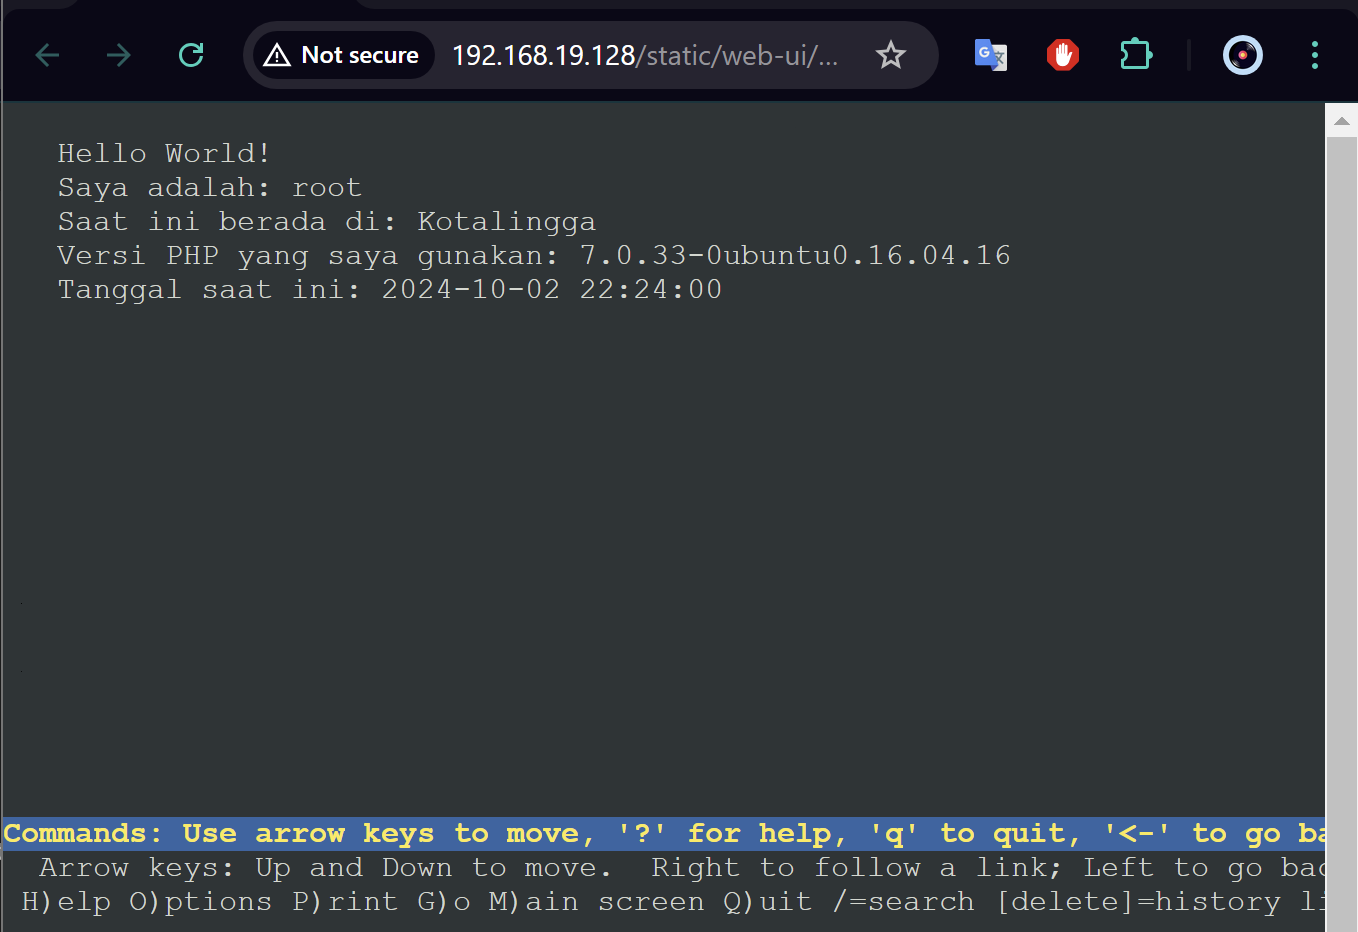 Not secure 192.168.19.128/static/web-ui/...
Hello World!
Saya adalah: root
Saat ini berada di: Kotalingga
Versi PHP yang saya gunakan: 7.0.33-0ubuntu0.16.04.16
Tanggal saat ini: 2024-10-02 22:24:00
Commands: Use arrow keys to move, '?' for help, 'q' to quit, '<-' to go ba
Arrow keys: Up and Down to move. Right to follow a link; Left to go bac
H)elp O)ptions P)rint G)o M)ain screen Q)uit /=search [delete]=history li